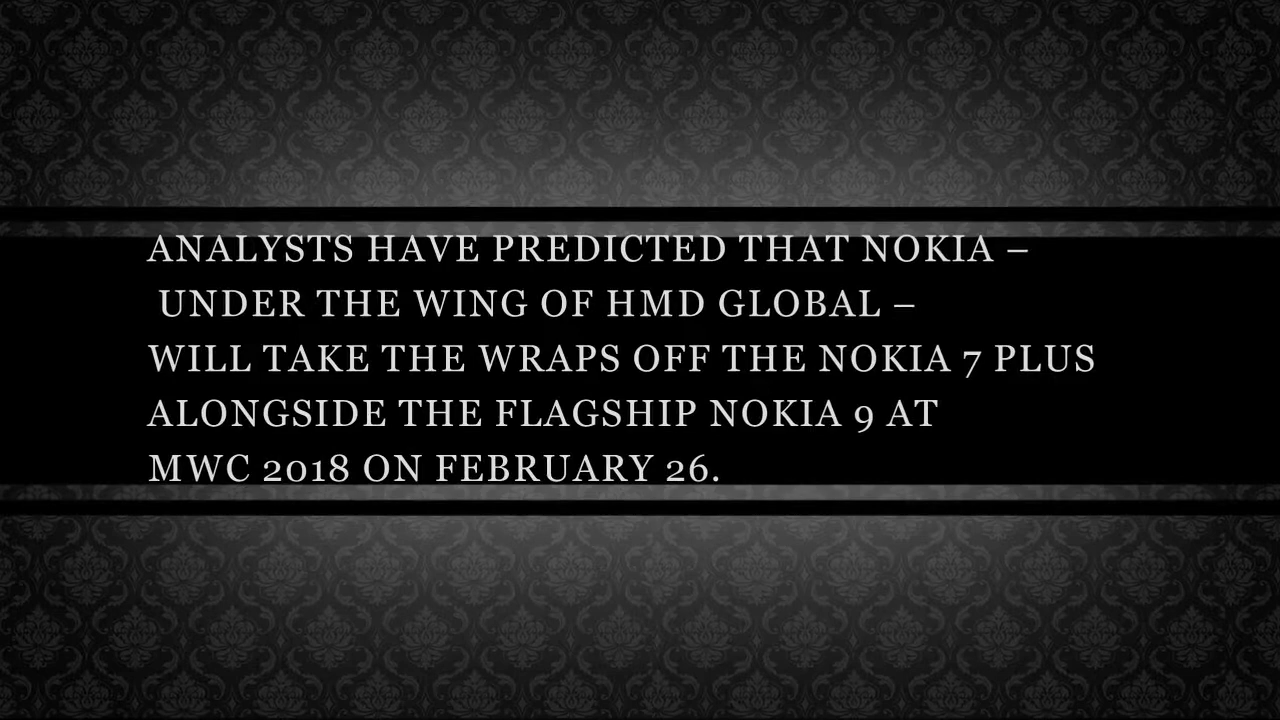 ANALYSTS HAVE PREDICTED THAT NOKIA –
UNDER THE WING OF HMD GLOBAL –
WILL TAKE THE WRAPS OFF THE NOKIA 7 PLUS
ALONGSIDE THE FLAGSHIP NOKIA 9 AT
MWC 2018 ON FEBRUARY 26.